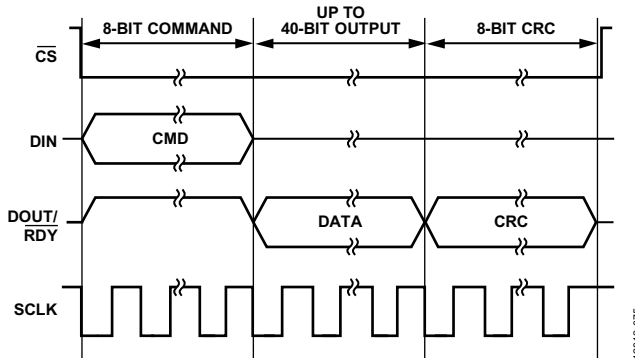 UP TO
8-BIT COMMAND 40-BIT OUTPUT 8-BIT CRC
CS
DIN CMD
DOUT/
RDY DATA CRC
SCLK